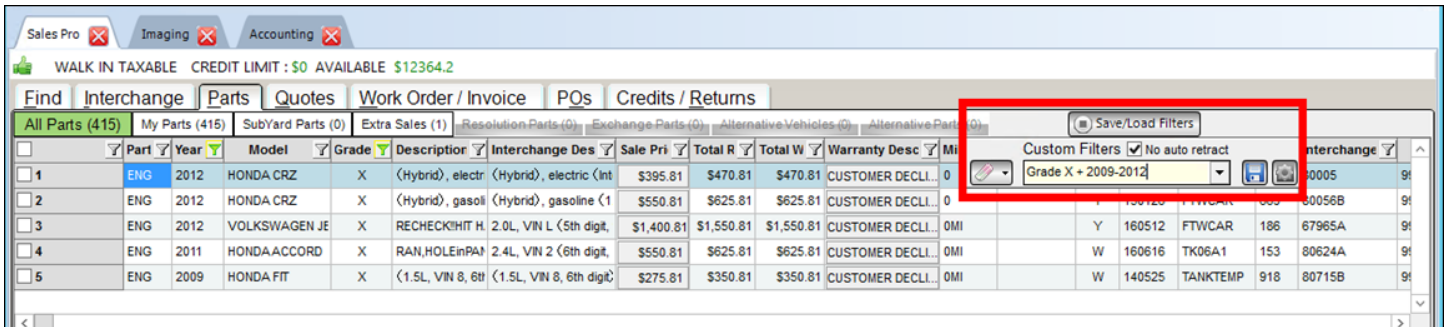 Sales Pro Imaging Accounting
WALK IN TAXABLE CREDIT LIMIT : $0 AVAILABLE $12364.2
Find Interchange Parts Quotes Work Order / Invoice POs Credits / Returns
All Parts (415) My Parts (415) SubYard Parts (0) Extra Sales (1) Resolution Parts (0) Exchange Parts (0) Alternative Vehicles (0) Alternative Parts (0) Save/Load Filters
Part Year Model Grade Description Interchange Des Sale Pri Total R Total W Warranty Desc Mi Custom Filters No auto retract nterchange
1 ENG 2012 HONDA CRZ X (Hybrid), electr (Hybrid), electric (Int $395.81 $470.81 $470.81 CUSTOMER DECLI... 0 Grade X + 2009-2012 0005
2 ENG 2012 HONDA CRZ X (Hybrid), gasoli (Hybrid), gasoline (1 $550.81 $625.81 $625.81 CUSTOMER DECLI... 0 FTWCAR 80056B
3 ENG 2012 VOLKSWAGEN JE X RECHECK!!HIT H. 2.0L, VIN L (5th digit, $1,400.81 $1,550.81 $1,550.81 CUSTOMER DECLI... 0MI Y 160512 FTWCAR 186 67965A
4 ENG 2011 HONDA ACCORD X RAN,HOLEinPAN 2.4L, VIN 2 (6th digit, $550.81 $625.81 $625.81 CUSTOMER DECLI... 0MI W 160616 TK06A1 153 80624A
5 ENG 2009 HONDA FIT X (1.5L, VIN 8, 6th (1.5L, VIN 8, 6th digit) $275.81 $350.81 $350.81 CUSTOMER DECLI... 0MI W 140525 TANKTEMP 918 80715B